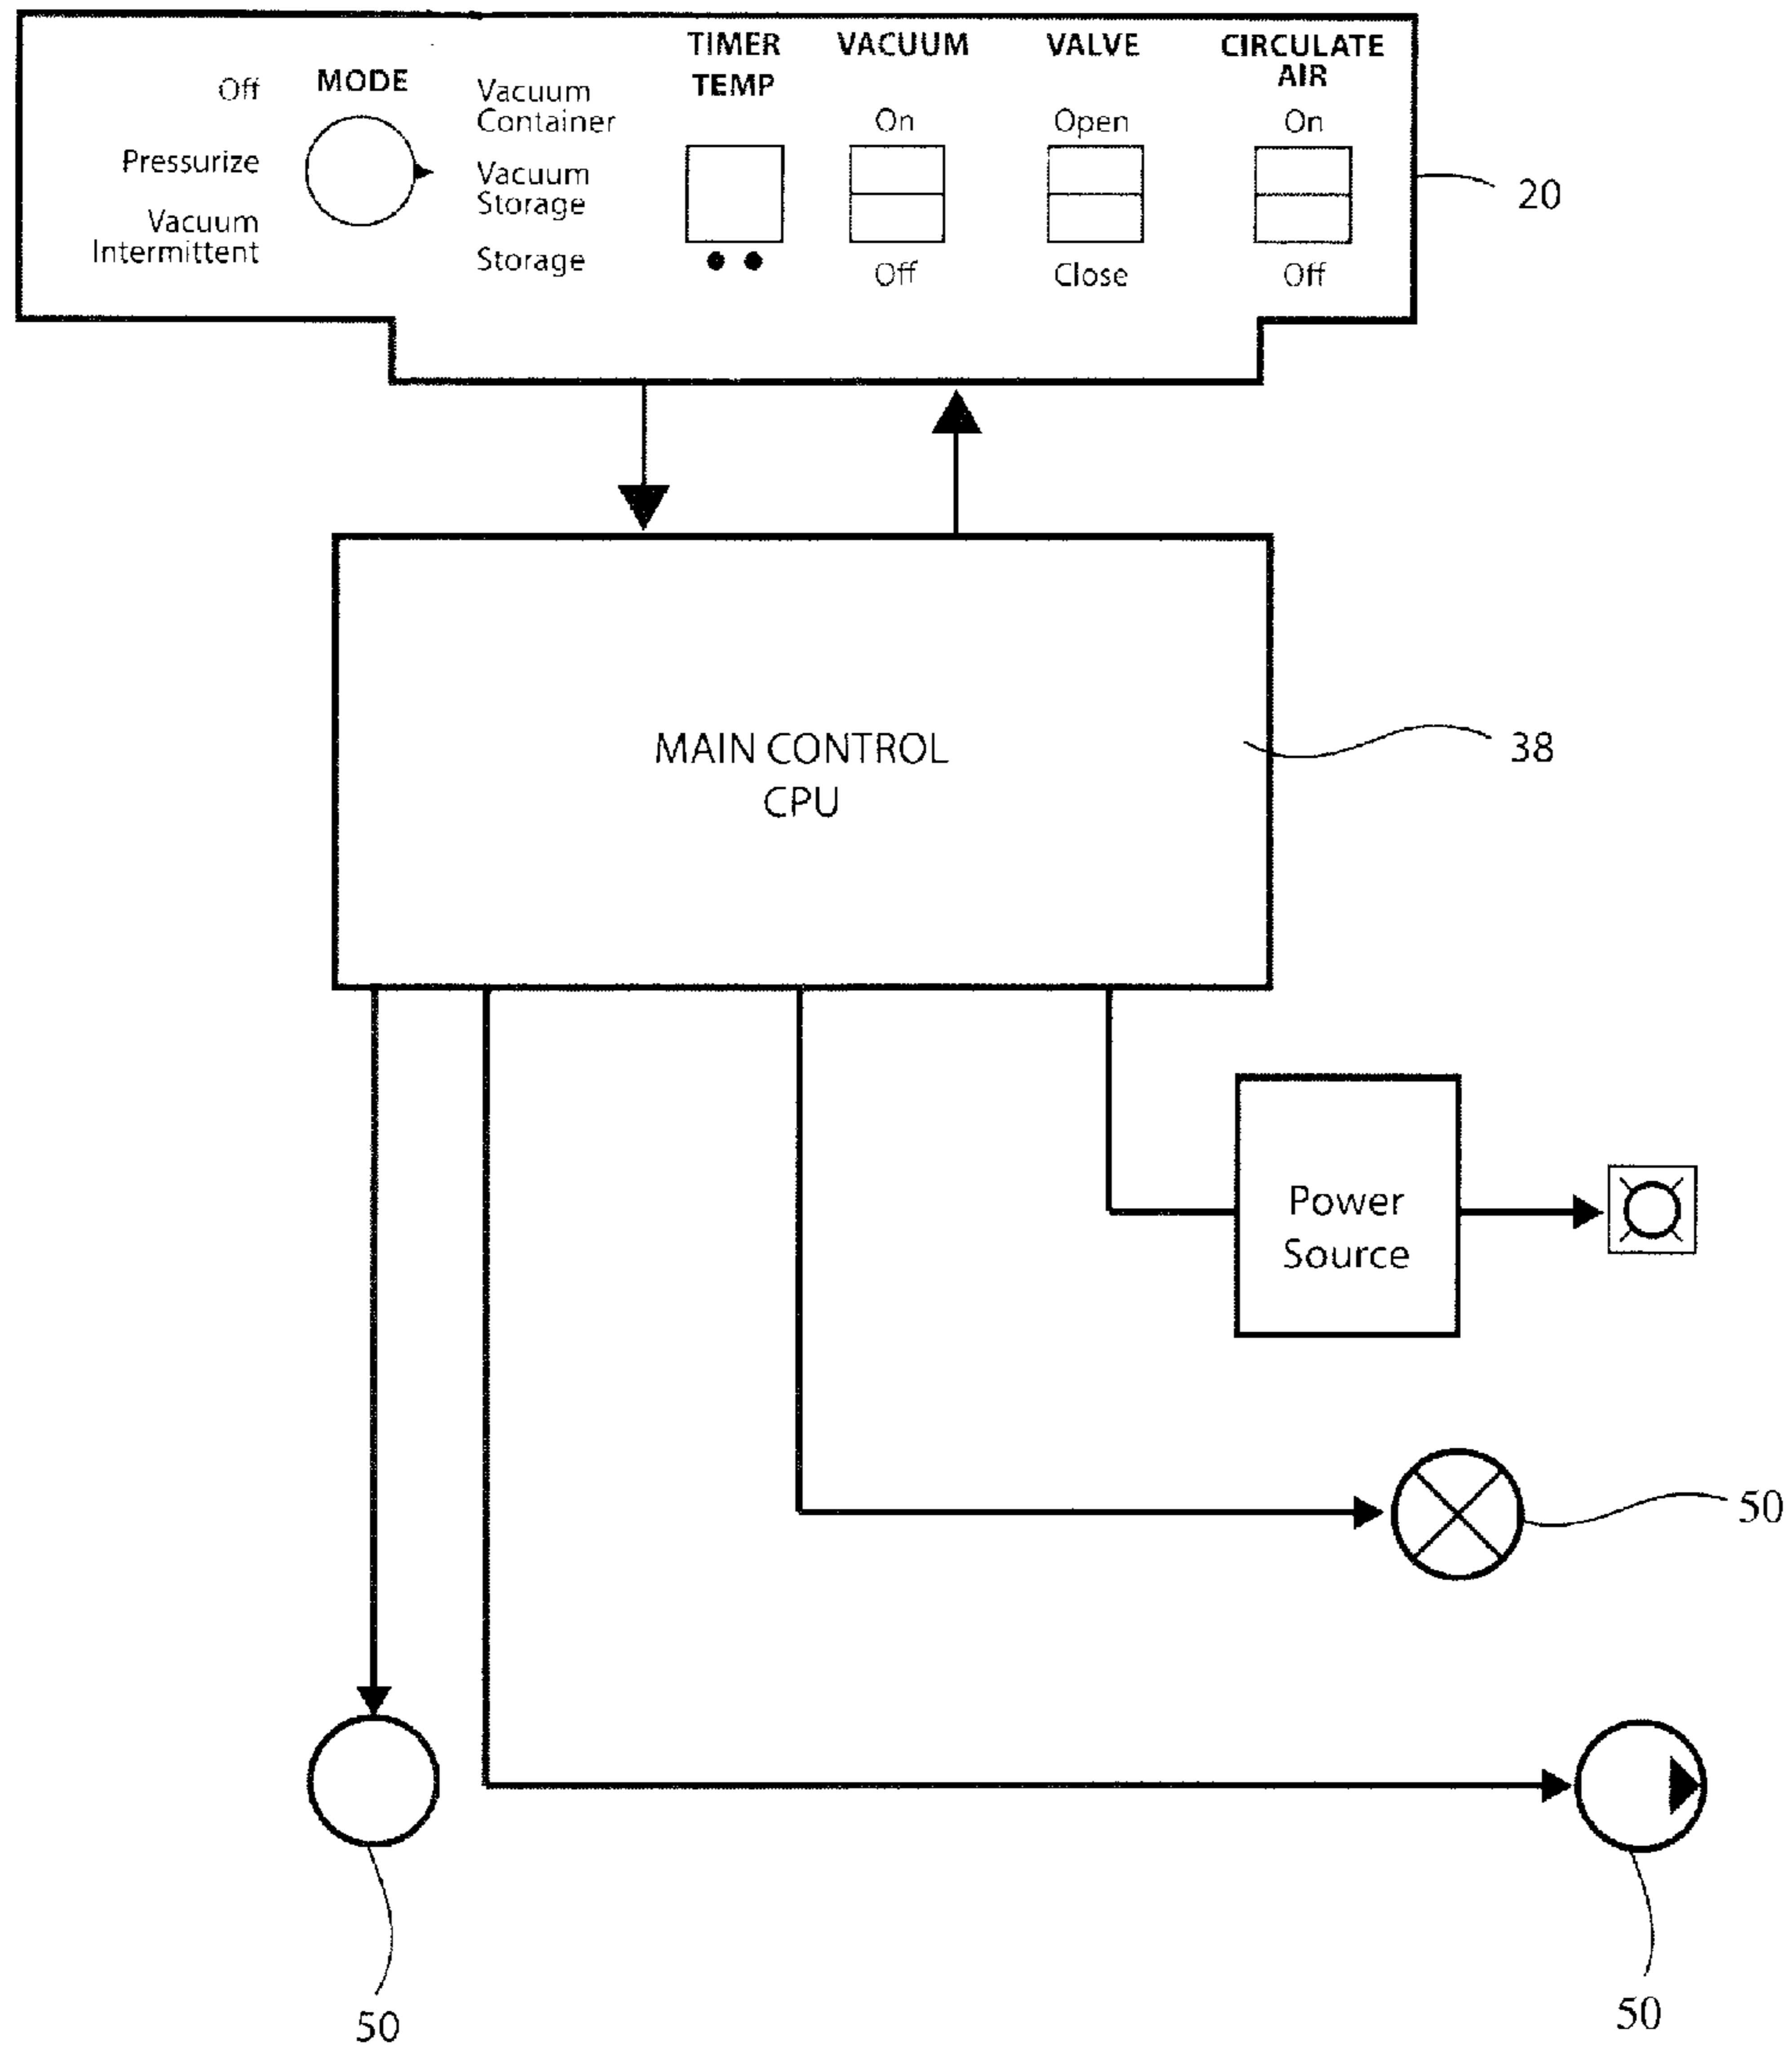 Off
Pressurize
Vacuum
Intermittent
MODE
Vacuum
Container
Vacuum
Storage
Storage
TIMER
TEMP
VACUUM
On
Off
VALVE
Open
Close
CIRCULATE
AIR
On
Off
20
MAIN CONTROL
CPU
38
Power
Source
50
50
50